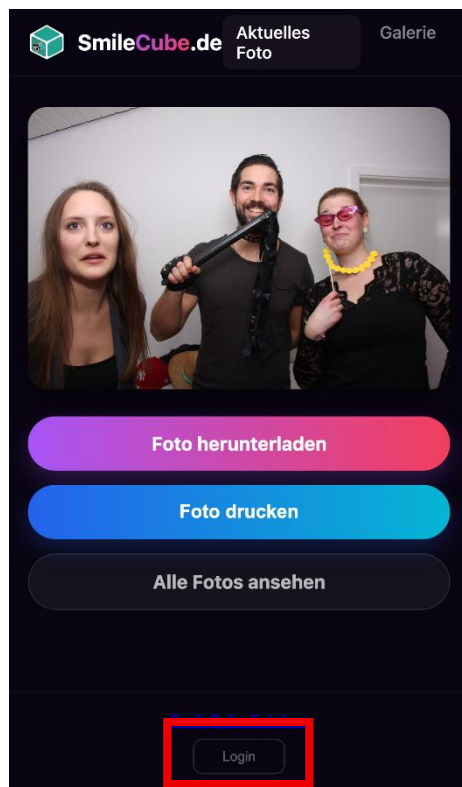 SmileCube.de
Aktuelles
Foto
Galerie
Foto herunterladen
Foto drucken
Alle Fotos ansehen
Login